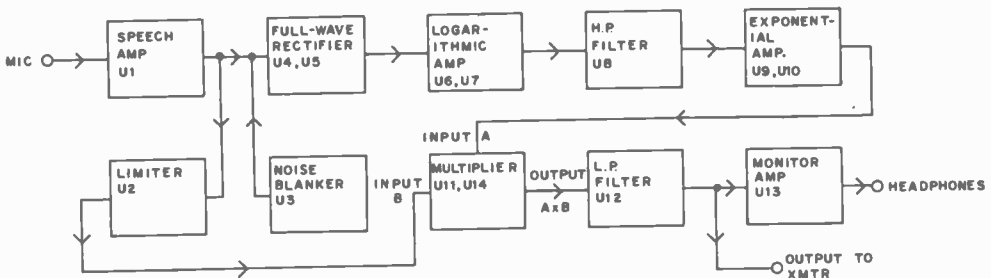 MIC
SPEECH
AMP
U1
FULL-WAVE
RECTIFIER
U4,U5
LOGAR-
ITHMIC
AMP
U6,U7
H.P.
FILTER
U8
EXPONENT-
IAL
AMP.
U9,U10
LIMITER
U2
NOISE
BLANKER
U3
INPUT A
INPUT
B
MULTIPLIER
U11,U14
OUTPUT
AxB
L.P.
FILTER
U12
MONITOR
AMP
U13
HEADPHONES
OUTPUT TO
XMTR